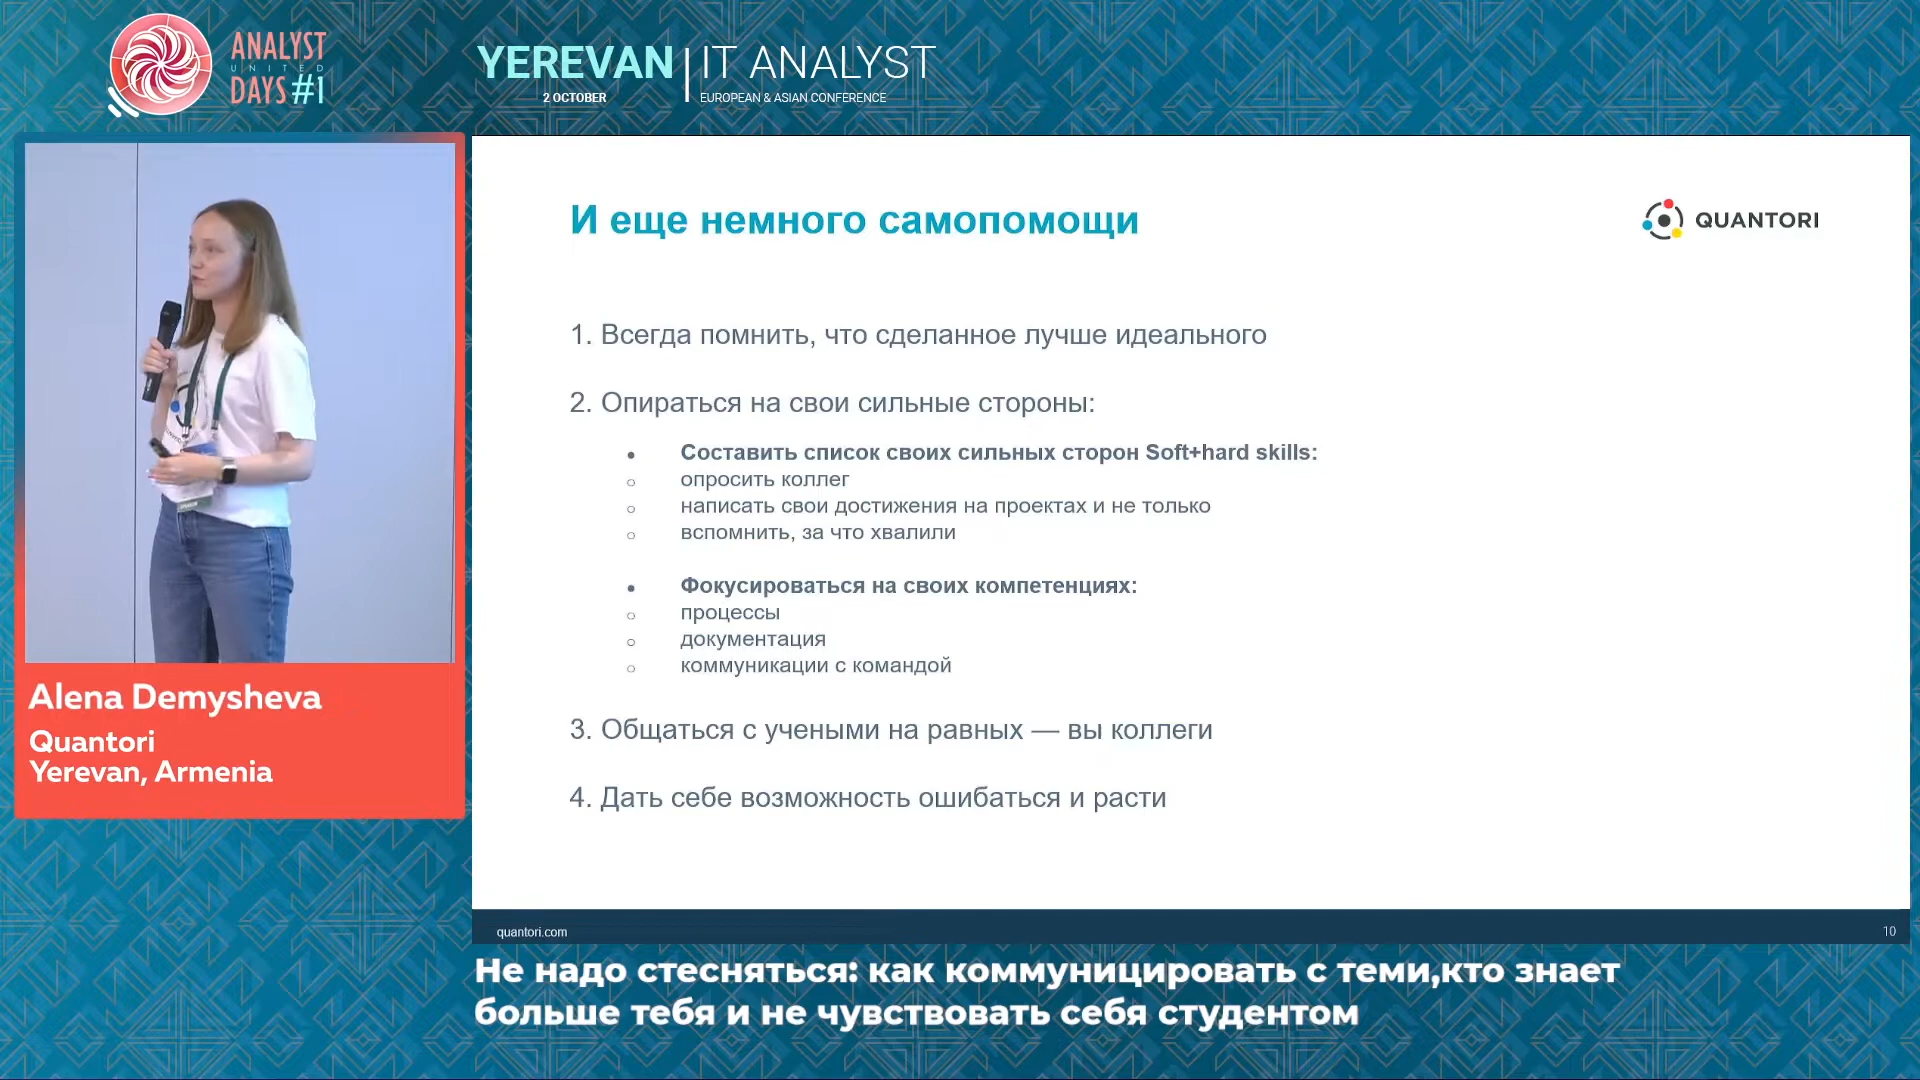 ANALYST
UNITED
DAYS #1
YEREVAN
2 OCTOBER
IT ANALYST
EUROPEAN & ASIAN CONFERENCE
И еще немного самопомощи
QUANTORI
1. Всегда помнить, что сделанное лучше идеального
2. Опираться на свои сильные стороны:
Составить список своих сильных сторон Soft+hard skills:
опросить коллег
написать свои достижения на проектах и не только
вспомнить, за что хвалили
Фокусироваться на своих компетенциях:
процессы
документация
коммуникации с командой
3. Общаться с учеными на равных — вы коллеги
4. Дать себе возможность ошибаться и расти
quantori.com
10
Alena Demysheva
Quantori
Yerevan, Armenia
Не надо стесняться: как коммуницировать с теми,кто знает
больше тебя и не чувствовать себя студентом